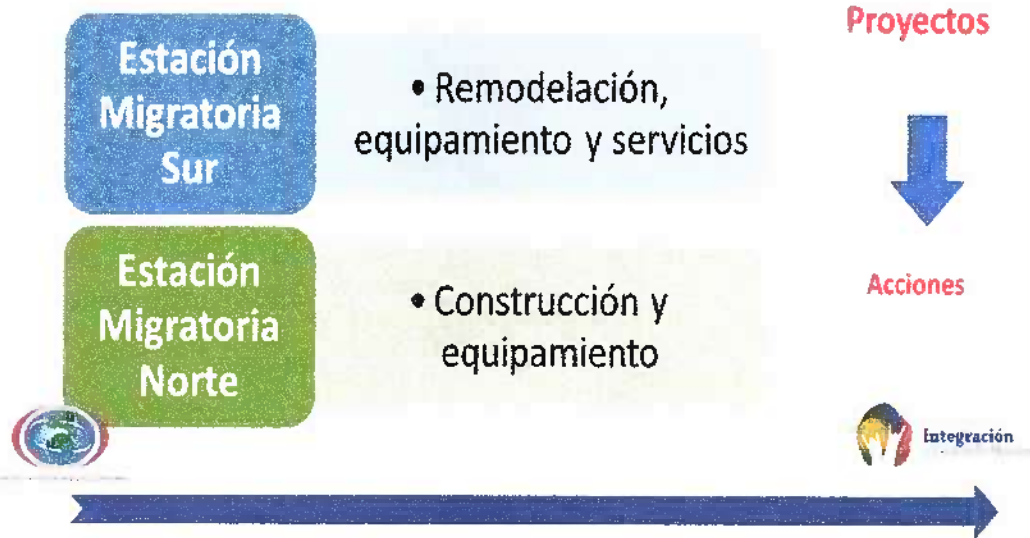 Proyectos
Estación
Migratoria
Sur
• Remodelación,
equipamiento y servicios
Estación
Migratoria
Norte
• Construcción y
equipamiento
Acciones
Integración